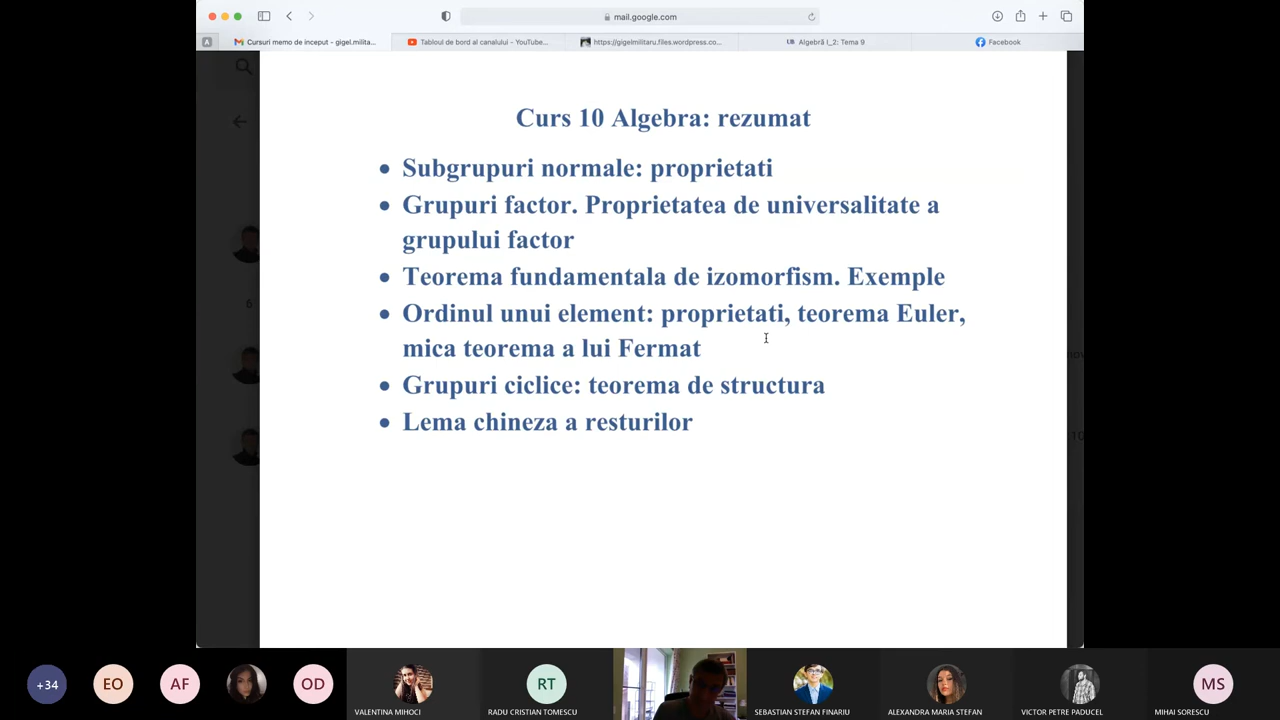 mail.google.com
Cursuri memo de inceput - gigel.milita...
Tabloul de bord al canalului - YouTube...
https://gigelmilitaru.files.wordpress.co...
Algebră I_2: Tema 9
Facebook
Curs 10 Algebra: rezumat
• Subgrupuri normale: proprietati
• Grupuri factor. Proprietatea de universalitate a
grupului factor
• Teorema fundamentala de izomorfism. Exemple
• Ordinul unui element: proprietati, teorema Euler,
mica teorema a lui Fermat
• Grupuri ciclice: teorema de structura
• Lema chineza a resturilor
+34
EO
AF
OD
RT
MS
VALENTINA MIHOCI
RADU CRISTIAN TOMESCU
SEBASTIAN STEFAN FINARIU
ALEXANDRA MARIA STEFAN
VICTOR PETRE PADUCEL
MIHAI SORESCU